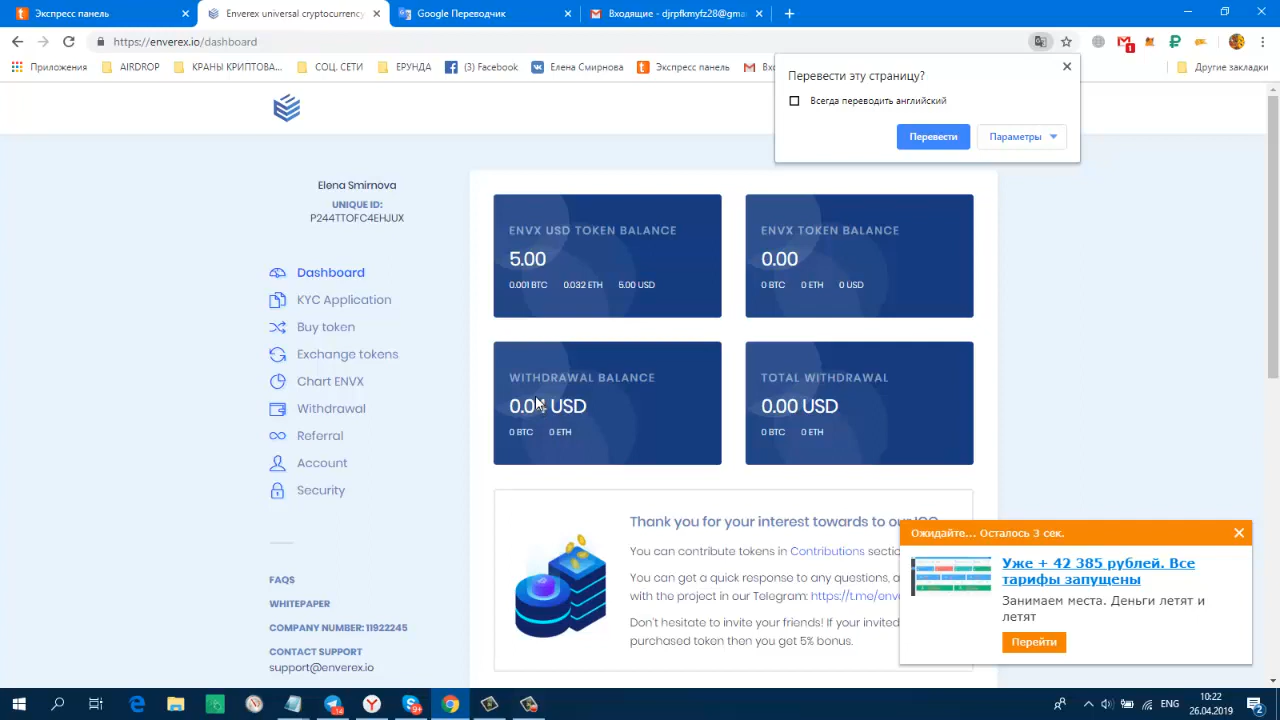 Экспресс панель
Enverex universal cryptocurrency
Google Переводчик
Входящие - djrpfkmyfz28@gma
https://enverex.io/dashboard
Приложения
AIRDROP
КРАНЫ КРИПТОВА...
СОЦ. СЕТИ
ЕРУНДА
(3) Facebook
Елена Смирнова
Экспресс панель
Вхо
Другие закладки
Перевести эту страницу?
Всегда переводить английский
Перевести
Параметры
Elena Smirnova
UNIQUE ID:
P244TTOFC4EHJUX
Dashboard
KYC Application
Buy token
Exchange tokens
Chart ENVX
Withdrawal
Referral
Account
Security
FAQS
WHITEPAPER
COMPANY NUMBER: 11922245
CONTACT SUPPORT
support@enverex.io
ENVX USD TOKEN BALANCE
5.00
0.001 BTC 0.032 ETH 5.00 USD
ENVX TOKEN BALANCE
0.00
0 BTC 0 ETH 0 USD
WITHDRAWAL BALANCE
0.00 USD
0 BTC 0 ETH
TOTAL WITHDRAWAL
0.00 USD
0 BTC 0 ETH
Thank you for your interest towards to our
You can contribute tokens in Contributions sect
You can get a quick response to any questions, a
with the project in our Telegram: https://t.me/env
Don't hesitate to invite your friends! If your invited
purchased token then you get 5% bonus.
Ожидайте... Осталось 3 сек.
Уже + 42 385 рублей. Все
тарифы запущены
Занимаем места. Деньги летят и
летят
Перейти
ENG
10:22
26.04.2019